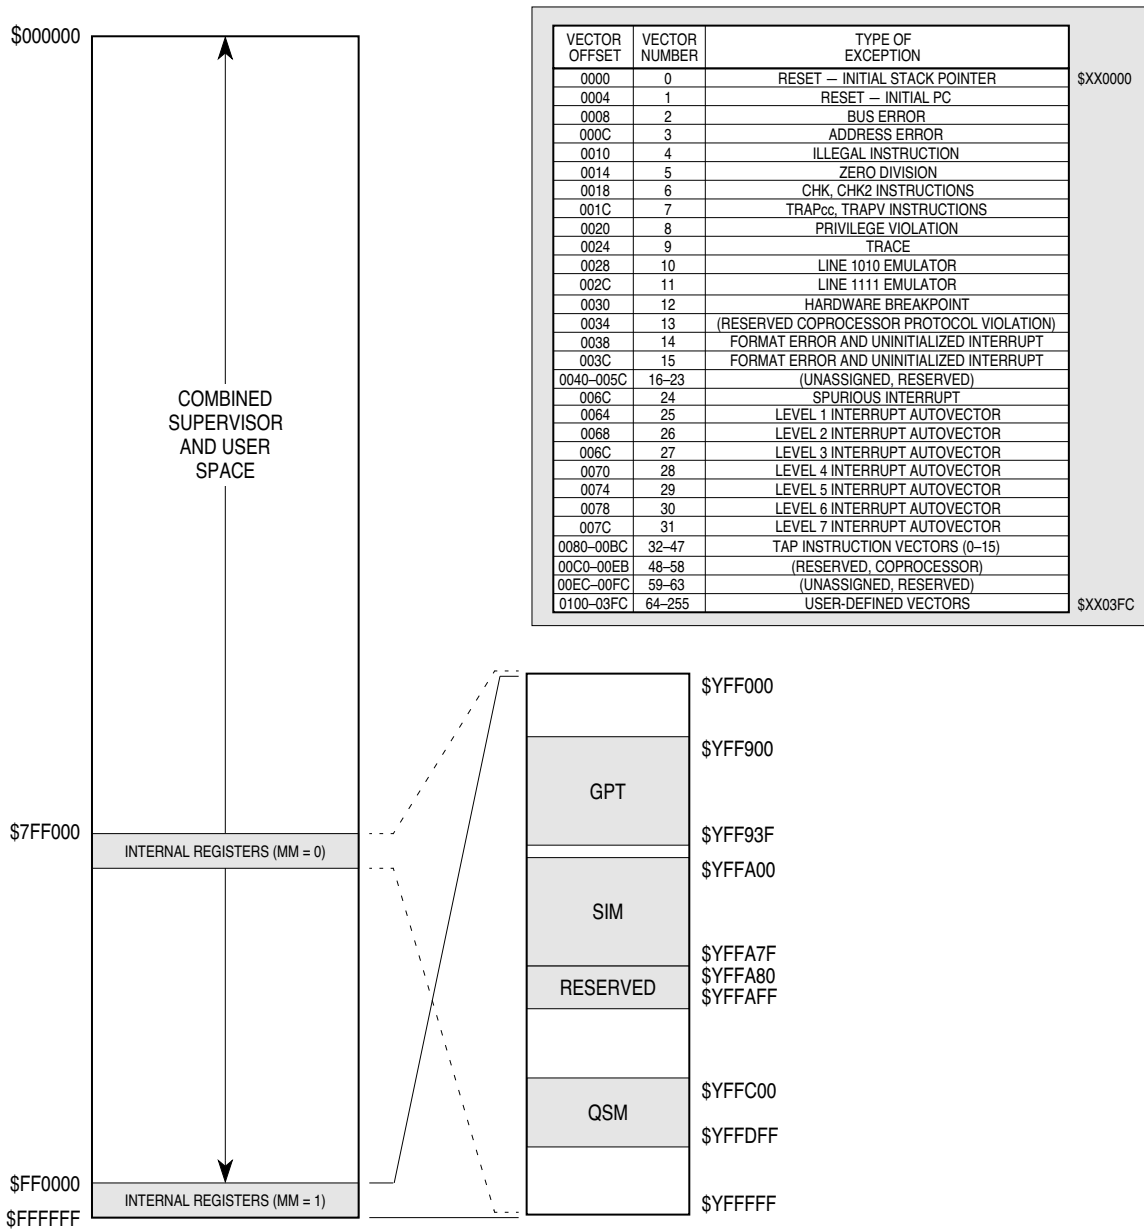 $000000
COMBINED
SUPERVISOR
AND USER
SPACE
$7FF000
INTERNAL REGISTERS (MM = 0)
$FF0000
INTERNAL REGISTERS (MM = 1)
$FFFFFF
VECTOR OFFSET VECTOR NUMBER TYPE OF EXCEPTION
0000 0 RESET — INITIAL STACK POINTER $XX0000
0004 1 RESET — INITIAL PC
0008 2 BUS ERROR
000C 3 ADDRESS ERROR
0010 4 ILLEGAL INSTRUCTION
0014 5 ZERO DIVISION
0018 6 CHK, CHK2 INSTRUCTIONS
001C 7 TRAPcc, TRAPV INSTRUCTIONS
0020 8 PRIVILEGE VIOLATION
0024 9 TRACE
0028 10 LINE 1010 EMULATOR
002C 11 LINE 1111 EMULATOR
0030 12 HARDWARE BREAKPOINT
0034 13 (RESERVED COPROCESSOR PROTOCOL VIOLATION)
0038 14 FORMAT ERROR AND UNINITIALIZED INTERRUPT
003C 15 FORMAT ERROR AND UNINITIALIZED INTERRUPT
0040–005C 16–23 (UNASSIGNED, RESERVED)
006C 24 SPURIOUS INTERRUPT
0064 25 LEVEL 1 INTERRUPT AUTOVECTOR
0068 26 LEVEL 2 INTERRUPT AUTOVECTOR
006C 27 LEVEL 3 INTERRUPT AUTOVECTOR
0070 28 LEVEL 4 INTERRUPT AUTOVECTOR
0074 29 LEVEL 5 INTERRUPT AUTOVECTOR
0078 30 LEVEL 6 INTERRUPT AUTOVECTOR
007C 31 LEVEL 7 INTERRUPT AUTOVECTOR
0080–00BC 32–47 TAP INSTRUCTION VECTORS (0–15)
00C0–00EB 48–58 (RESERVED, COPROCESSOR)
00EC–00FC 59–63 (UNASSIGNED, RESERVED)
0100–03FC 64–255 USER-DEFINED VECTORS $XX03FC
$YFF000
$YFF900
GPT
$YFF93F
$YFFA00
SIM
$YFFA7F
$YFFA80
RESERVED
$YFFAFF
$YFFC00
QSM
$YFFDFF
$YFFFFF